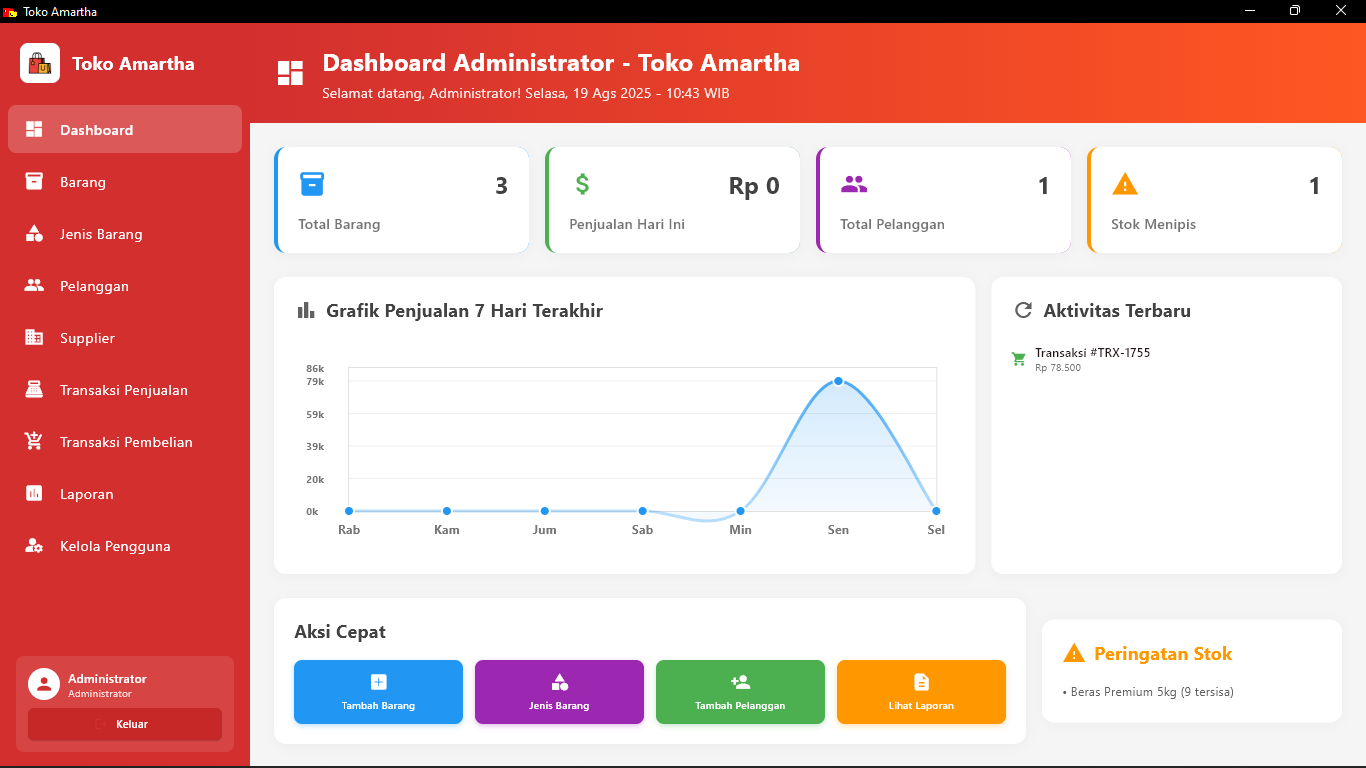 Toko Amartha
Toko Amartha
Dashboard
Barang
Jenis Barang
Pelanggan
Supplier
Transaksi Penjualan
Transaksi Pembelian
Laporan
Kelola Pengguna
Administrator
Administrator
Keluar
Dashboard Administrator - Toko Amartha
Selamat datang, Administrator! Selasa, 19 Ags 2025 - 10:43 WIB
3
Total Barang
Rp 0
Penjualan Hari Ini
1
Total Pelanggan
1
Stok Menipis
Grafik Penjualan 7 Hari Terakhir
86k
79k
59k
39k
20k
0k
Rab Kam Jum Sab Min Sen Sel
Aktivitas Terbaru
Transaksi #TRX-1755
Rp 78.500
Aksi Cepat
Tambah Barang
Jenis Barang
Tambah Pelanggan
Lihat Laporan
Peringatan Stok
• Beras Premium 5kg (9 tersisa)